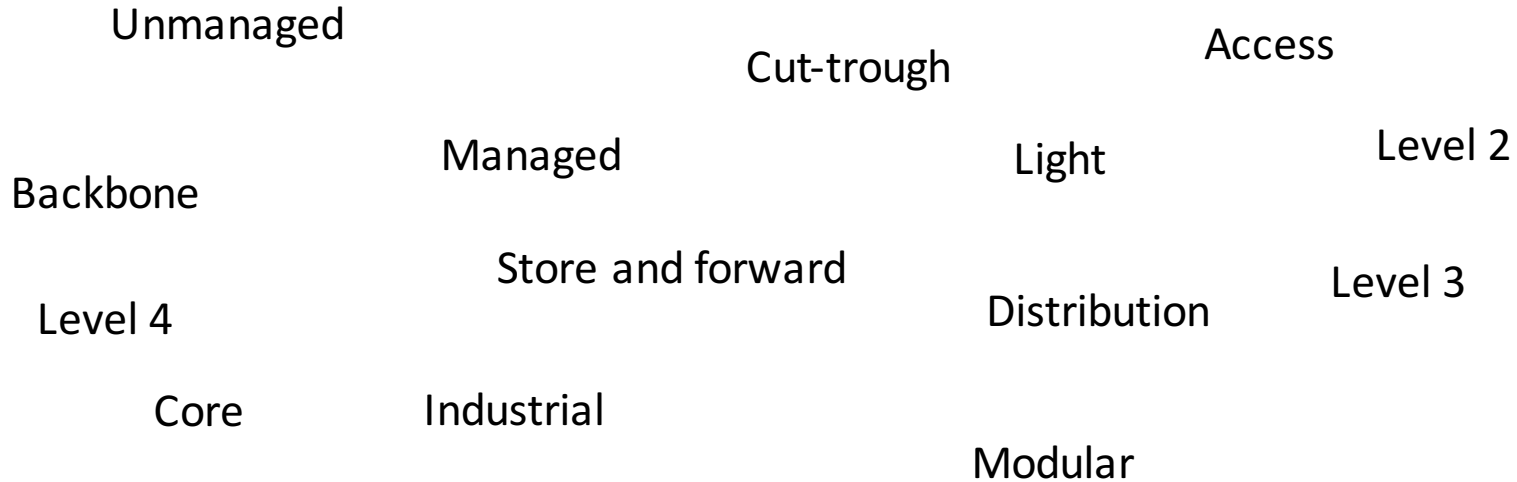 Unmanaged
Access
Cut-trough
Level 2
Managed
Light
Backbone
Store and forward
Level 3
Distribution
Level 4
Core
Industrial
Modular